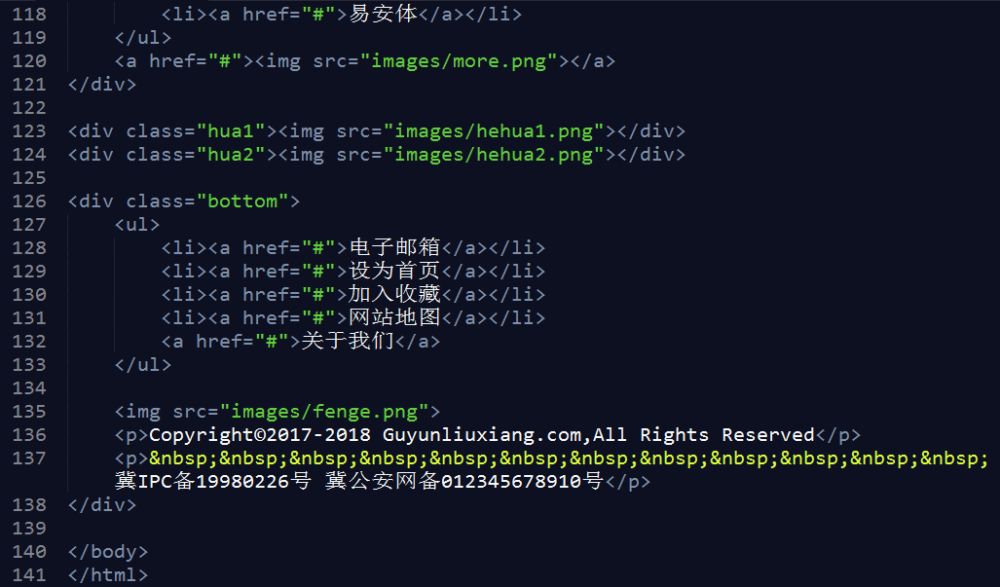 118 <li><a href="#">易安体</a></li>
119 </ul>
120 <a href="#"><img src="images/more.png"></a>
121 </div>
122
123 <div class="hua1"><img src="images/hehua1.png"></div>
124 <div class="hua2"><img src="images/hehua2.png"></div>
125
126 <div class="bottom">
127 <ul>
128 <li><a href="#">电子邮箱</a></li>
129 <li><a href="#">设为首页</a></li>
130 <li><a href="#">加入收藏</a></li>
131 <li><a href="#">网站地图</a></li>
132 <a href="#">关于我们</a>
133 </ul>
134
135 <img src="images/fenge.png">
136 <p>Copyright©2017-2018 Guyunliuxiang.com,All Rights Reserved</p>
137 <p>&nbsp;&nbsp;&nbsp;&nbsp;&nbsp;&nbsp;&nbsp;&nbsp;&nbsp;&nbsp;&nbsp;&nbsp;
冀IPC备19980226号 冀公安网备012345678910号</p>
138 </div>
139
140 </body>
141 </html>